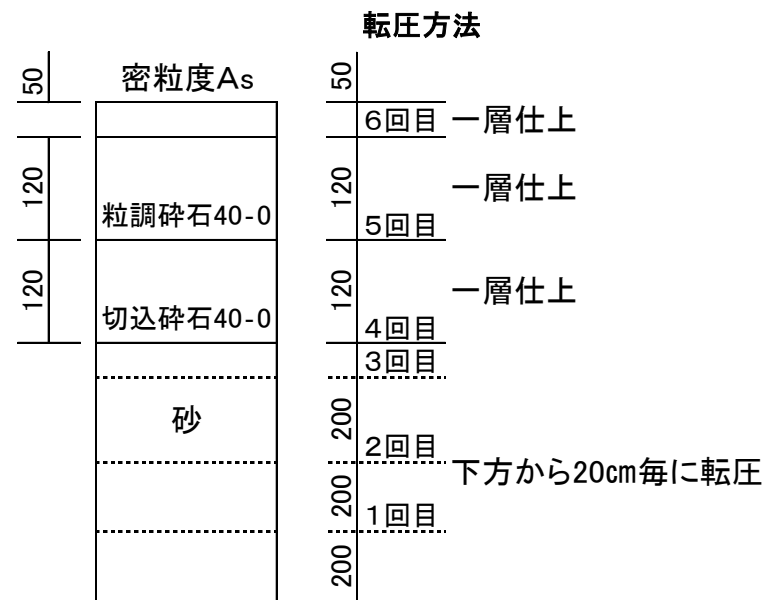 転圧方法
50
密粒度As
50
6回目
一層仕上
120
粒調砕石40-0
120
5回目
一層仕上
120
切込砕石40-0
120
4回目
一層仕上
3回目
砂
200
2回目
下方から20㎝毎に転圧
200
1回目
200